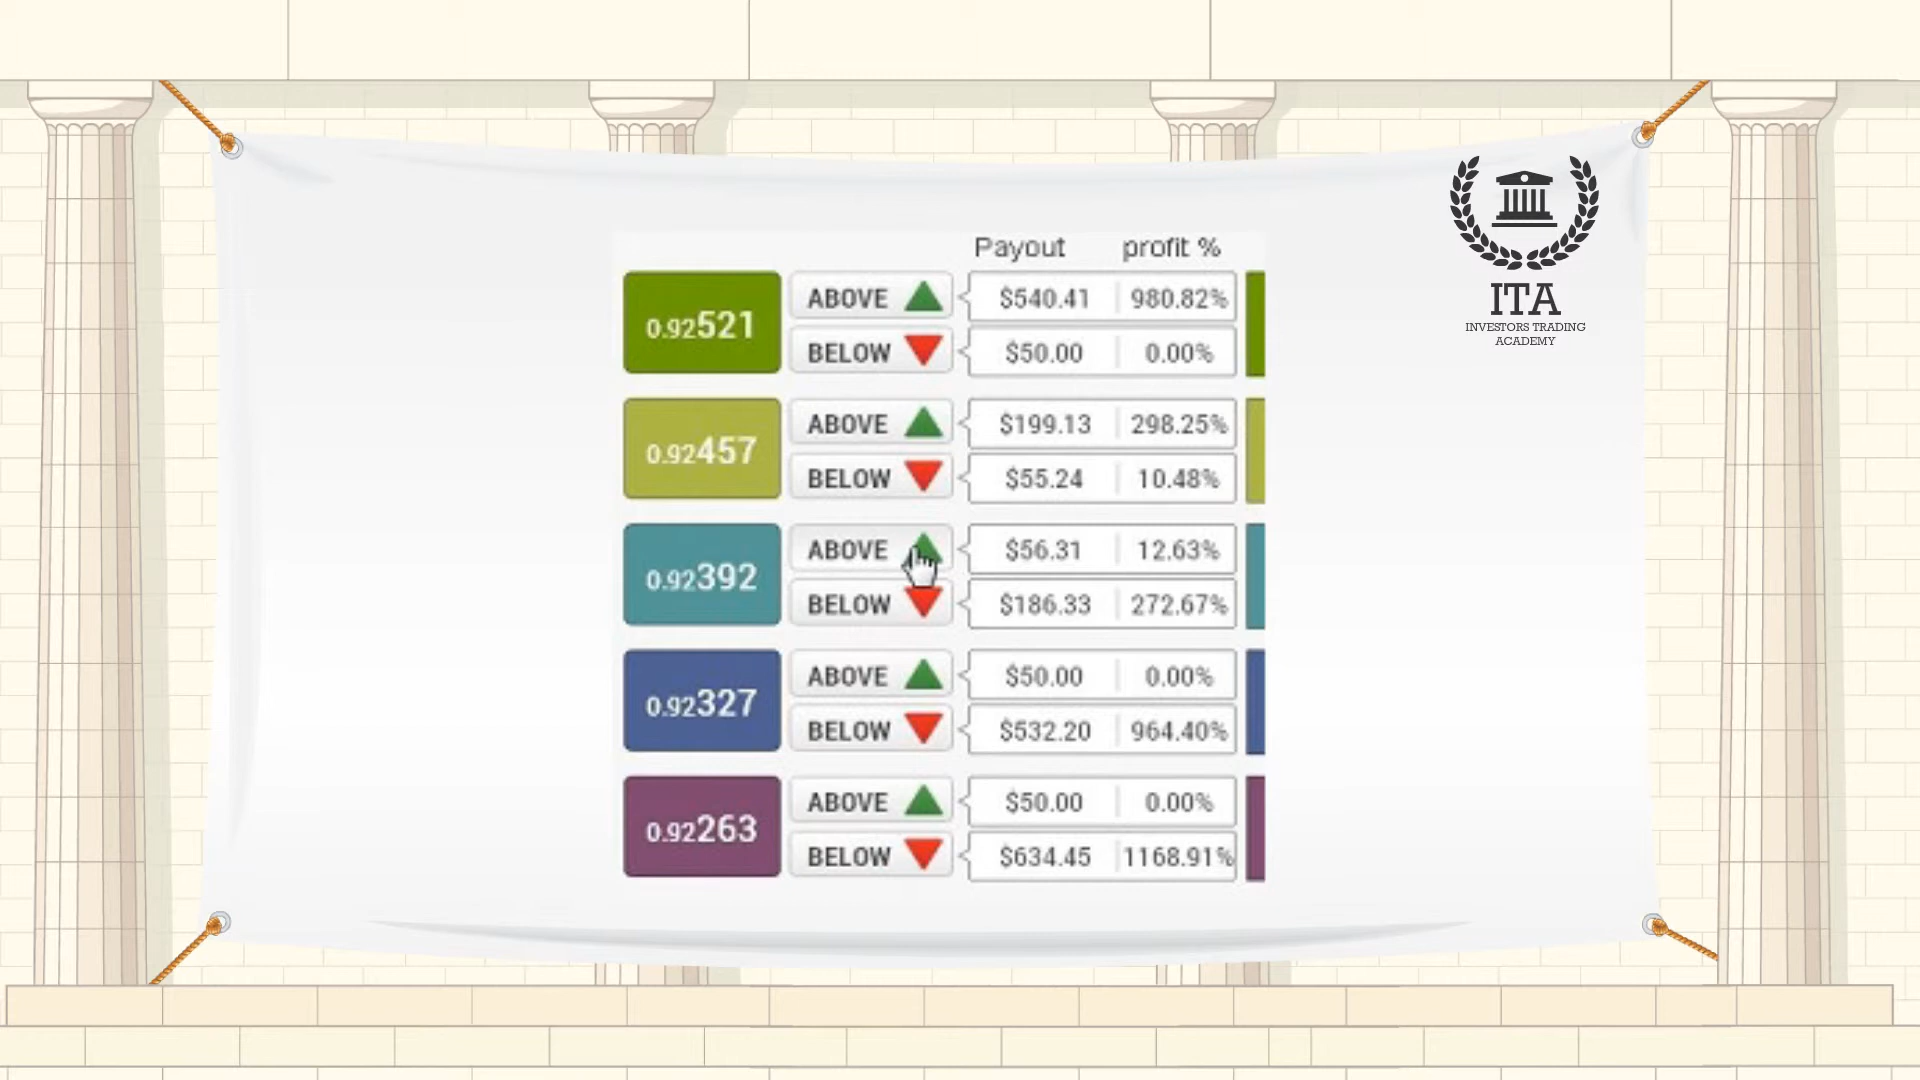 ITA
INVESTORS TRADING
ACADEMY
Payout profit %
0.92521
ABOVE $540.41 980.82%
BELOW $50.00 0.00%
0.92457
ABOVE $199.13 298.25%
BELOW $55.24 10.48%
0.92392
ABOVE $56.31 12.63%
BELOW $186.33 272.67%
0.92327
ABOVE $50.00 0.00%
BELOW $532.20 964.40%
0.92263
ABOVE $50.00 0.00%
BELOW $634.45 1168.91%